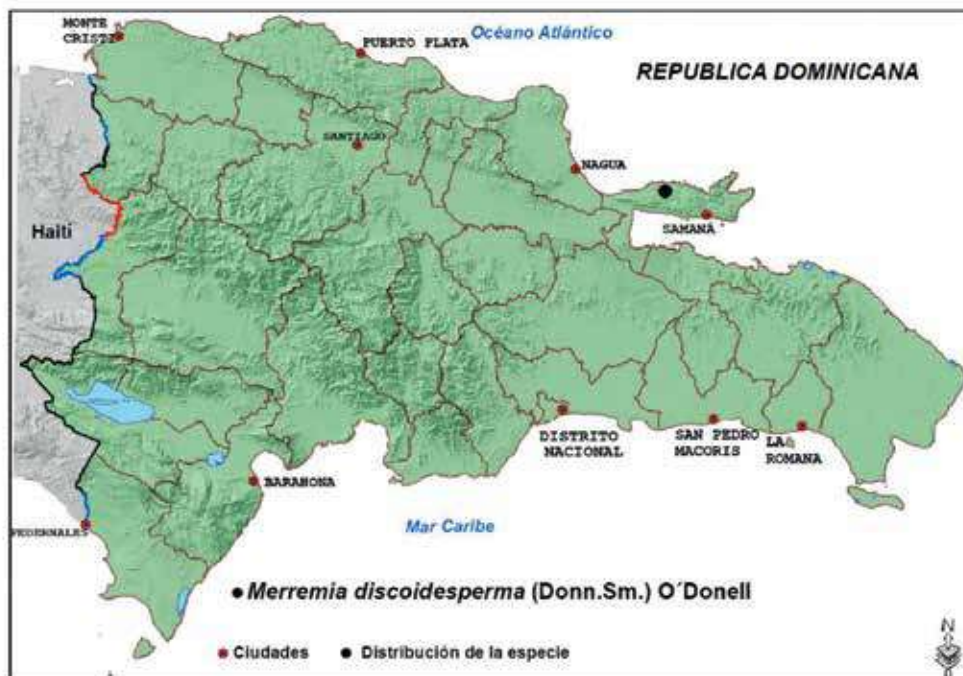 MONTE
CRISTI
PUERTO PLATA
Océano Atlántico
REPUBLICA DOMINICANA
SANTIAGO
NAGUA
Haití
SAMANÁ
DISTRITO
NACIONAL
SAN PEDRO
MACORIS
LA
ROMANA
BARAHONA
PEDERNALES
Mar Caribe
Merremia discoidesperma (Donn.Sm.) O´Donell
Ciudades
Distribución de la especie
N